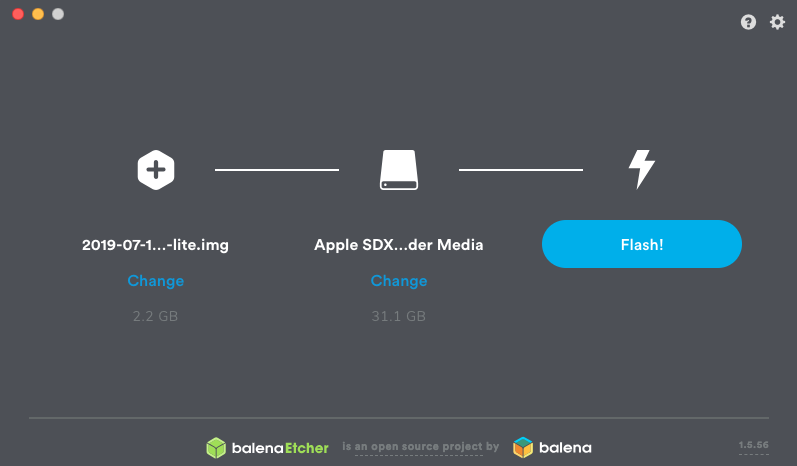 2019-07-1...-lite.img
Apple SDX...der Media
Flash!
Change
Change
2.2 GB
31.1 GB
balenaEtcher is an open source project by balena
1.5.56